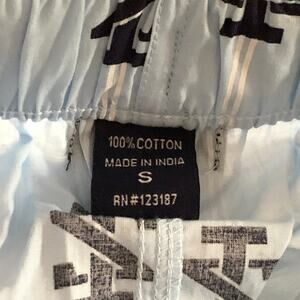 100% COTTON
MADE IN INDIA
S
RN#123187